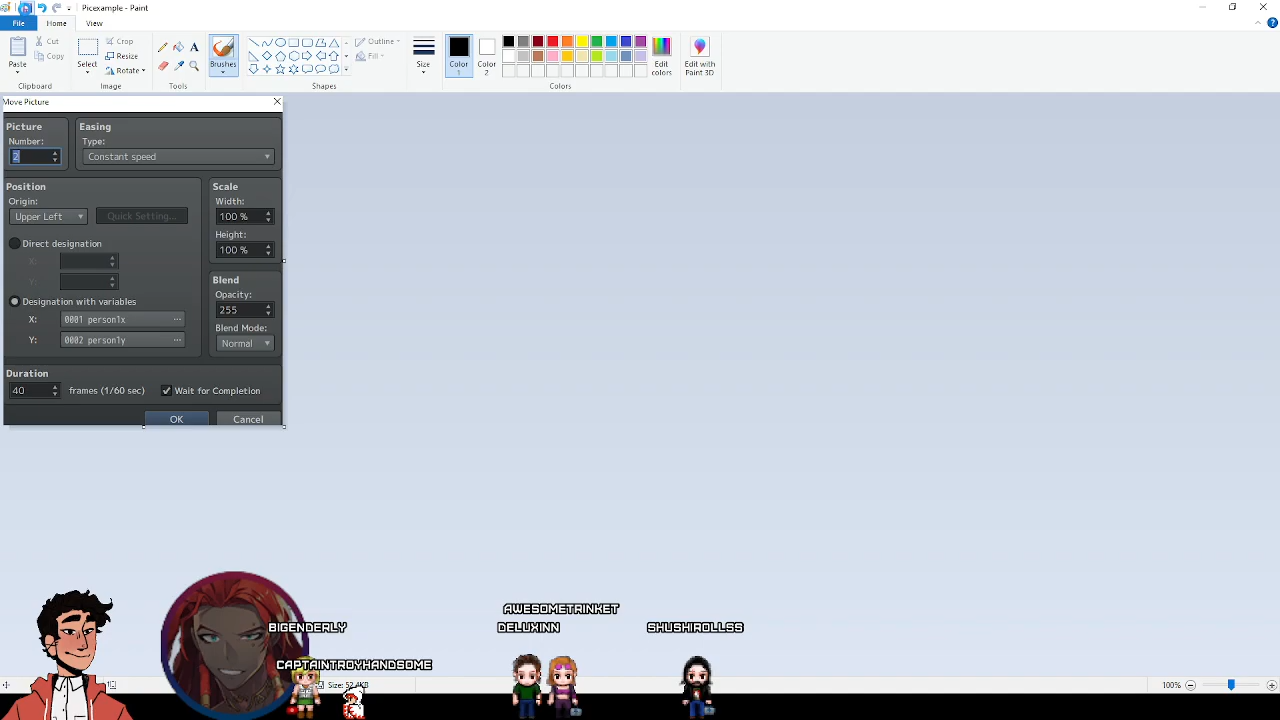 Picexample - Paint
File
Home
View
Paste
Cut
Copy
Clipboard
Select
Crop
Resize
Rotate
Image
A
Tools
Brushes
Outline
Fill
Shapes
Size
Color 1
Color 2
Edit colors
Colors
Edit with Paint 3D
Move Picture
Picture
Number:
2
Easing
Type:
Constant speed
Position
Origin:
Upper Left
Quick Setting...
Direct designation
X:
Y:
Designation with variables
X: 0001 person1x ...
Y: 0002 person1y ...
Scale
Width:
100 %
Height:
100 %
Blend
Opacity:
255
Blend Mode:
Normal
Duration
40 frames (1/60 sec)
Wait for Completion
OK
Cancel
AWESOMETRINKET
BIGENDERLY
DELUXINN
SHUSHIROLLSS
CAPTAINTROYHANDSOME
Size: 52.4KB
100%